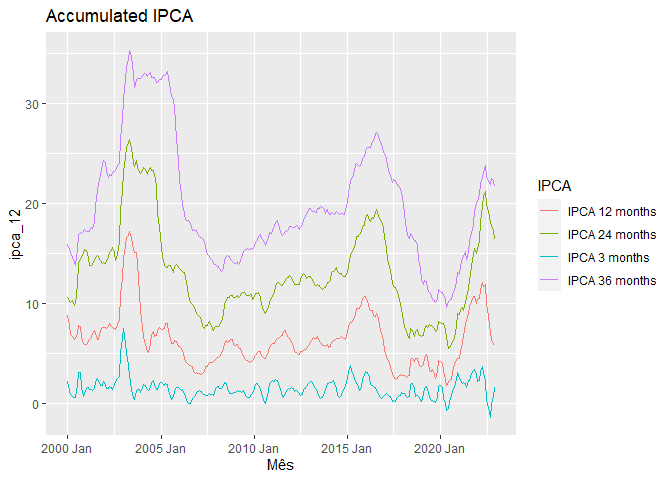 Accumulated IPCA
ipca_12
30
20
10
0
2000 Jan
2005 Jan
2010 Jan
2015 Jan
2020 Jan
Mês
IPCA
IPCA 12 months
IPCA 24 months
IPCA 3 months
IPCA 36 months